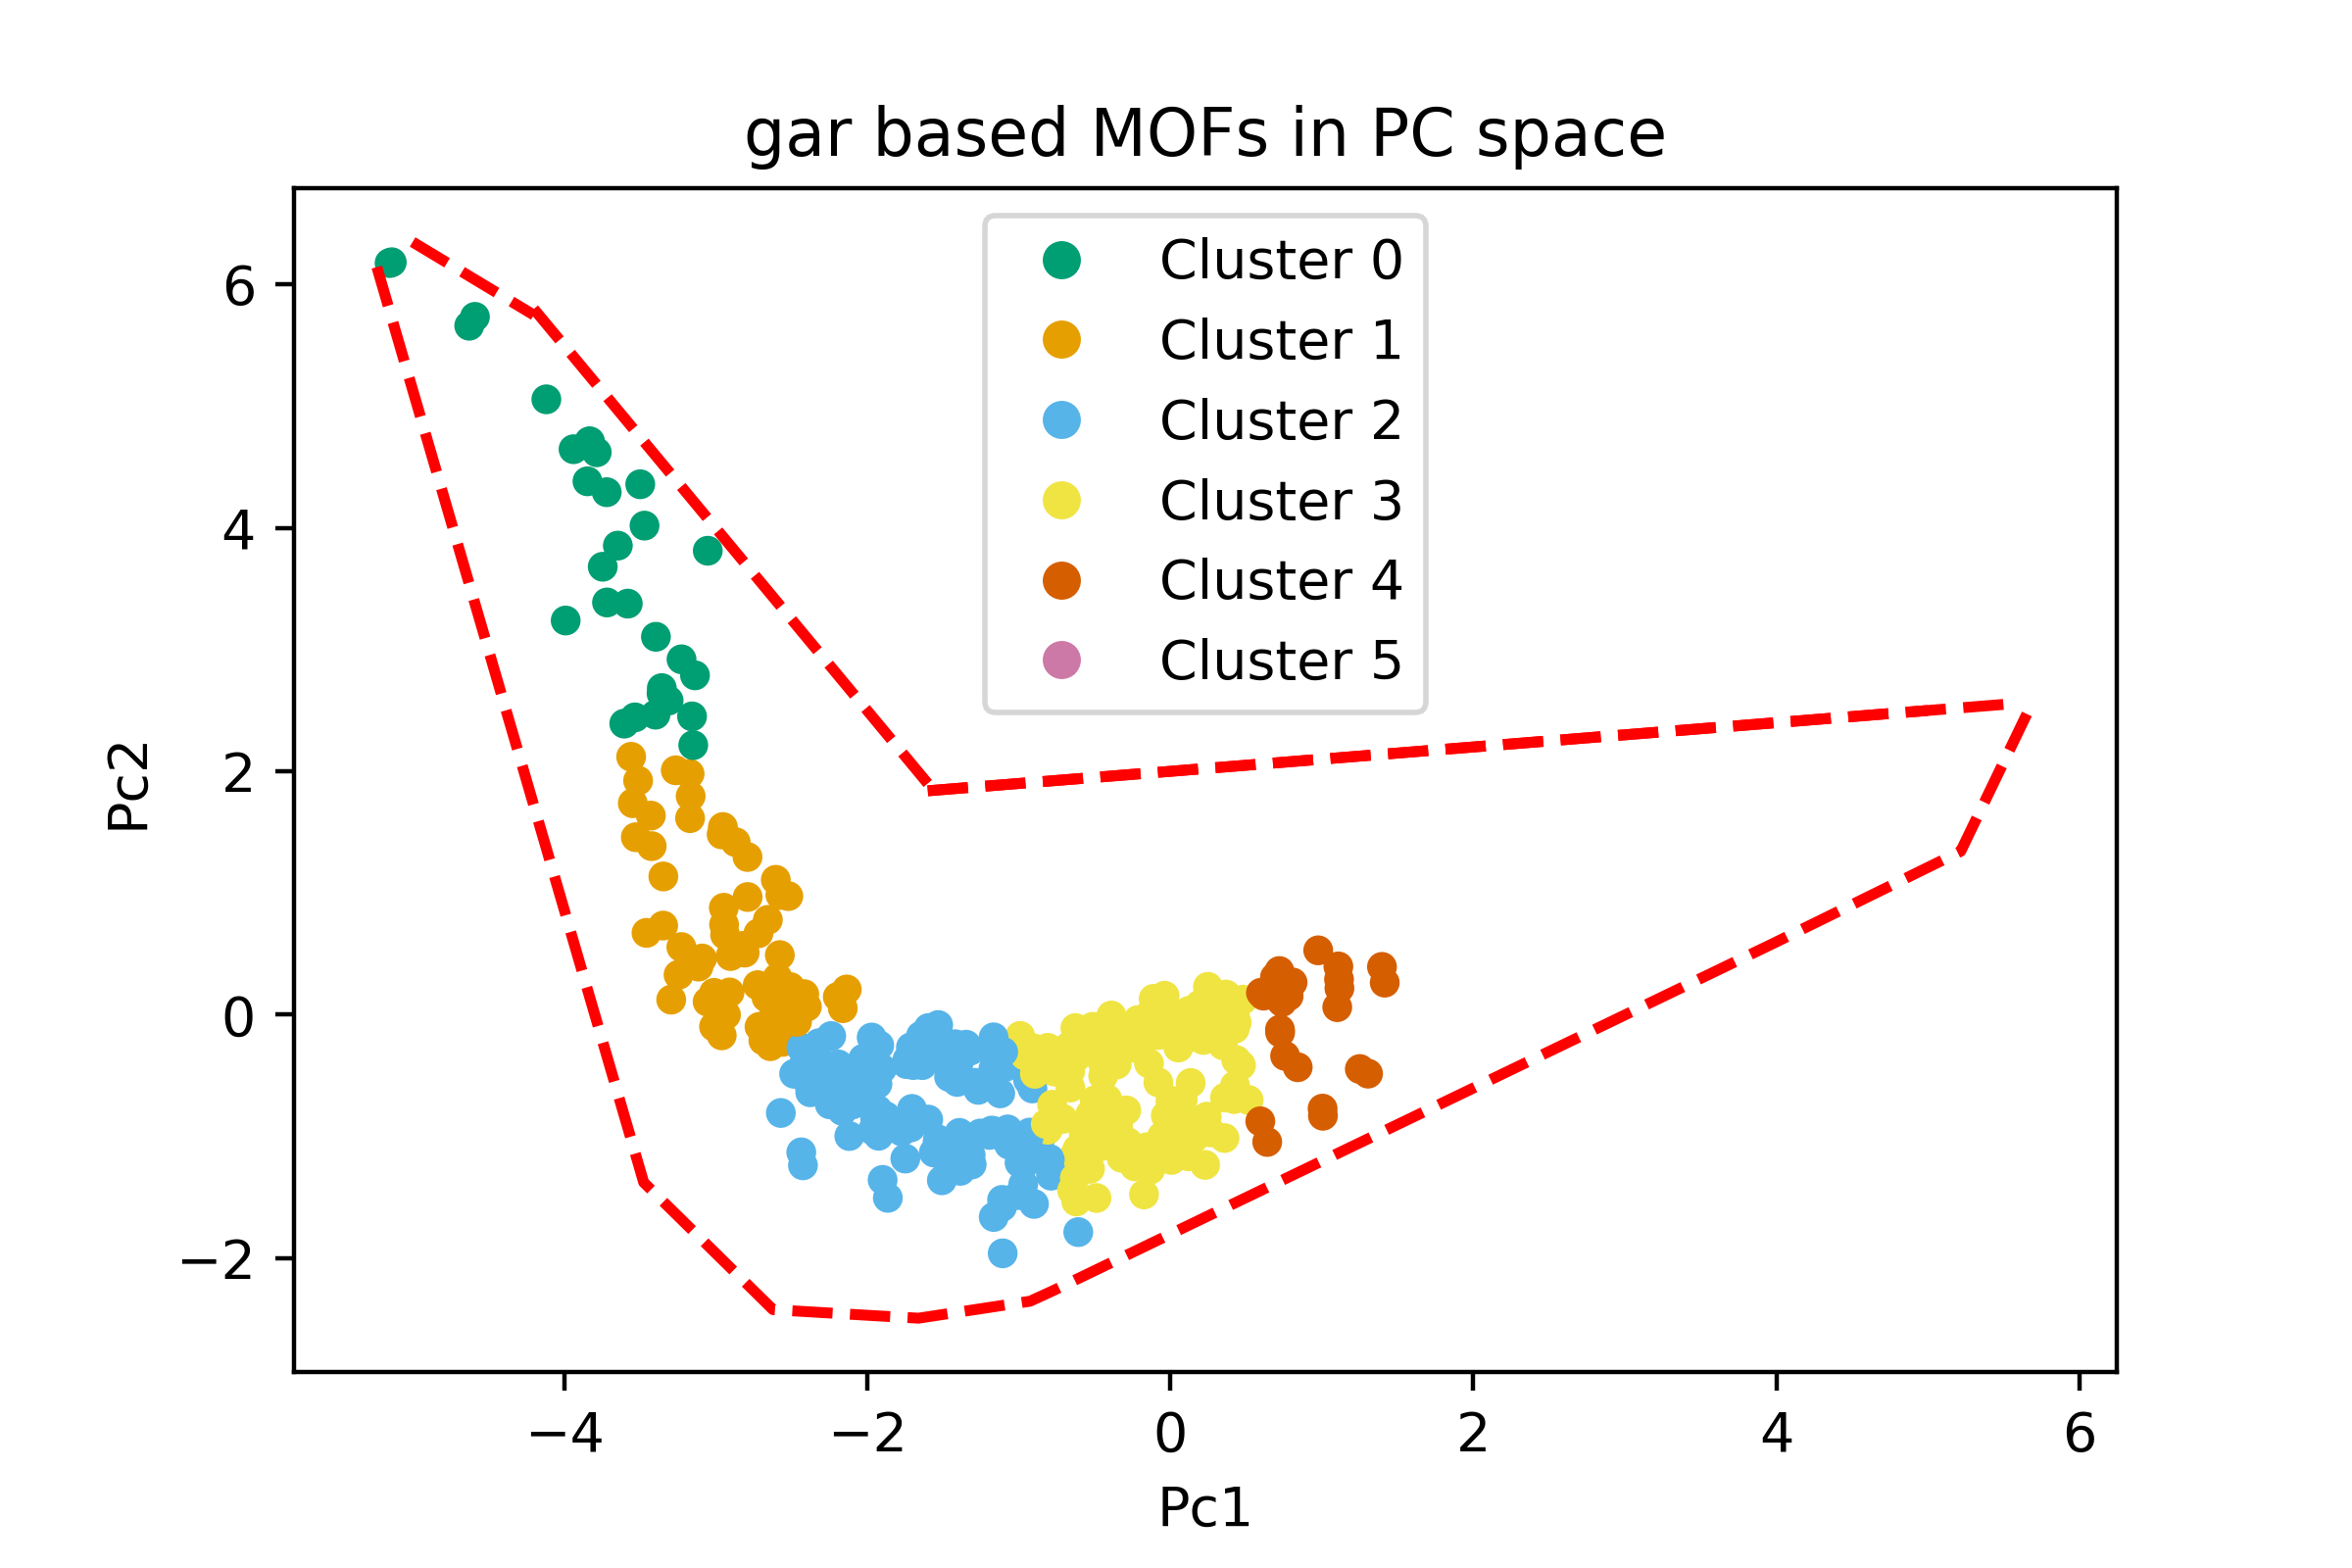 gar based MOFs in PC space
Cluster 0
Cluster 1
Cluster 2
Cluster 3
Cluster 4
Cluster 5
6
4
2
0
−2
Pc2
−4 −2 0 2 4 6
Pc1